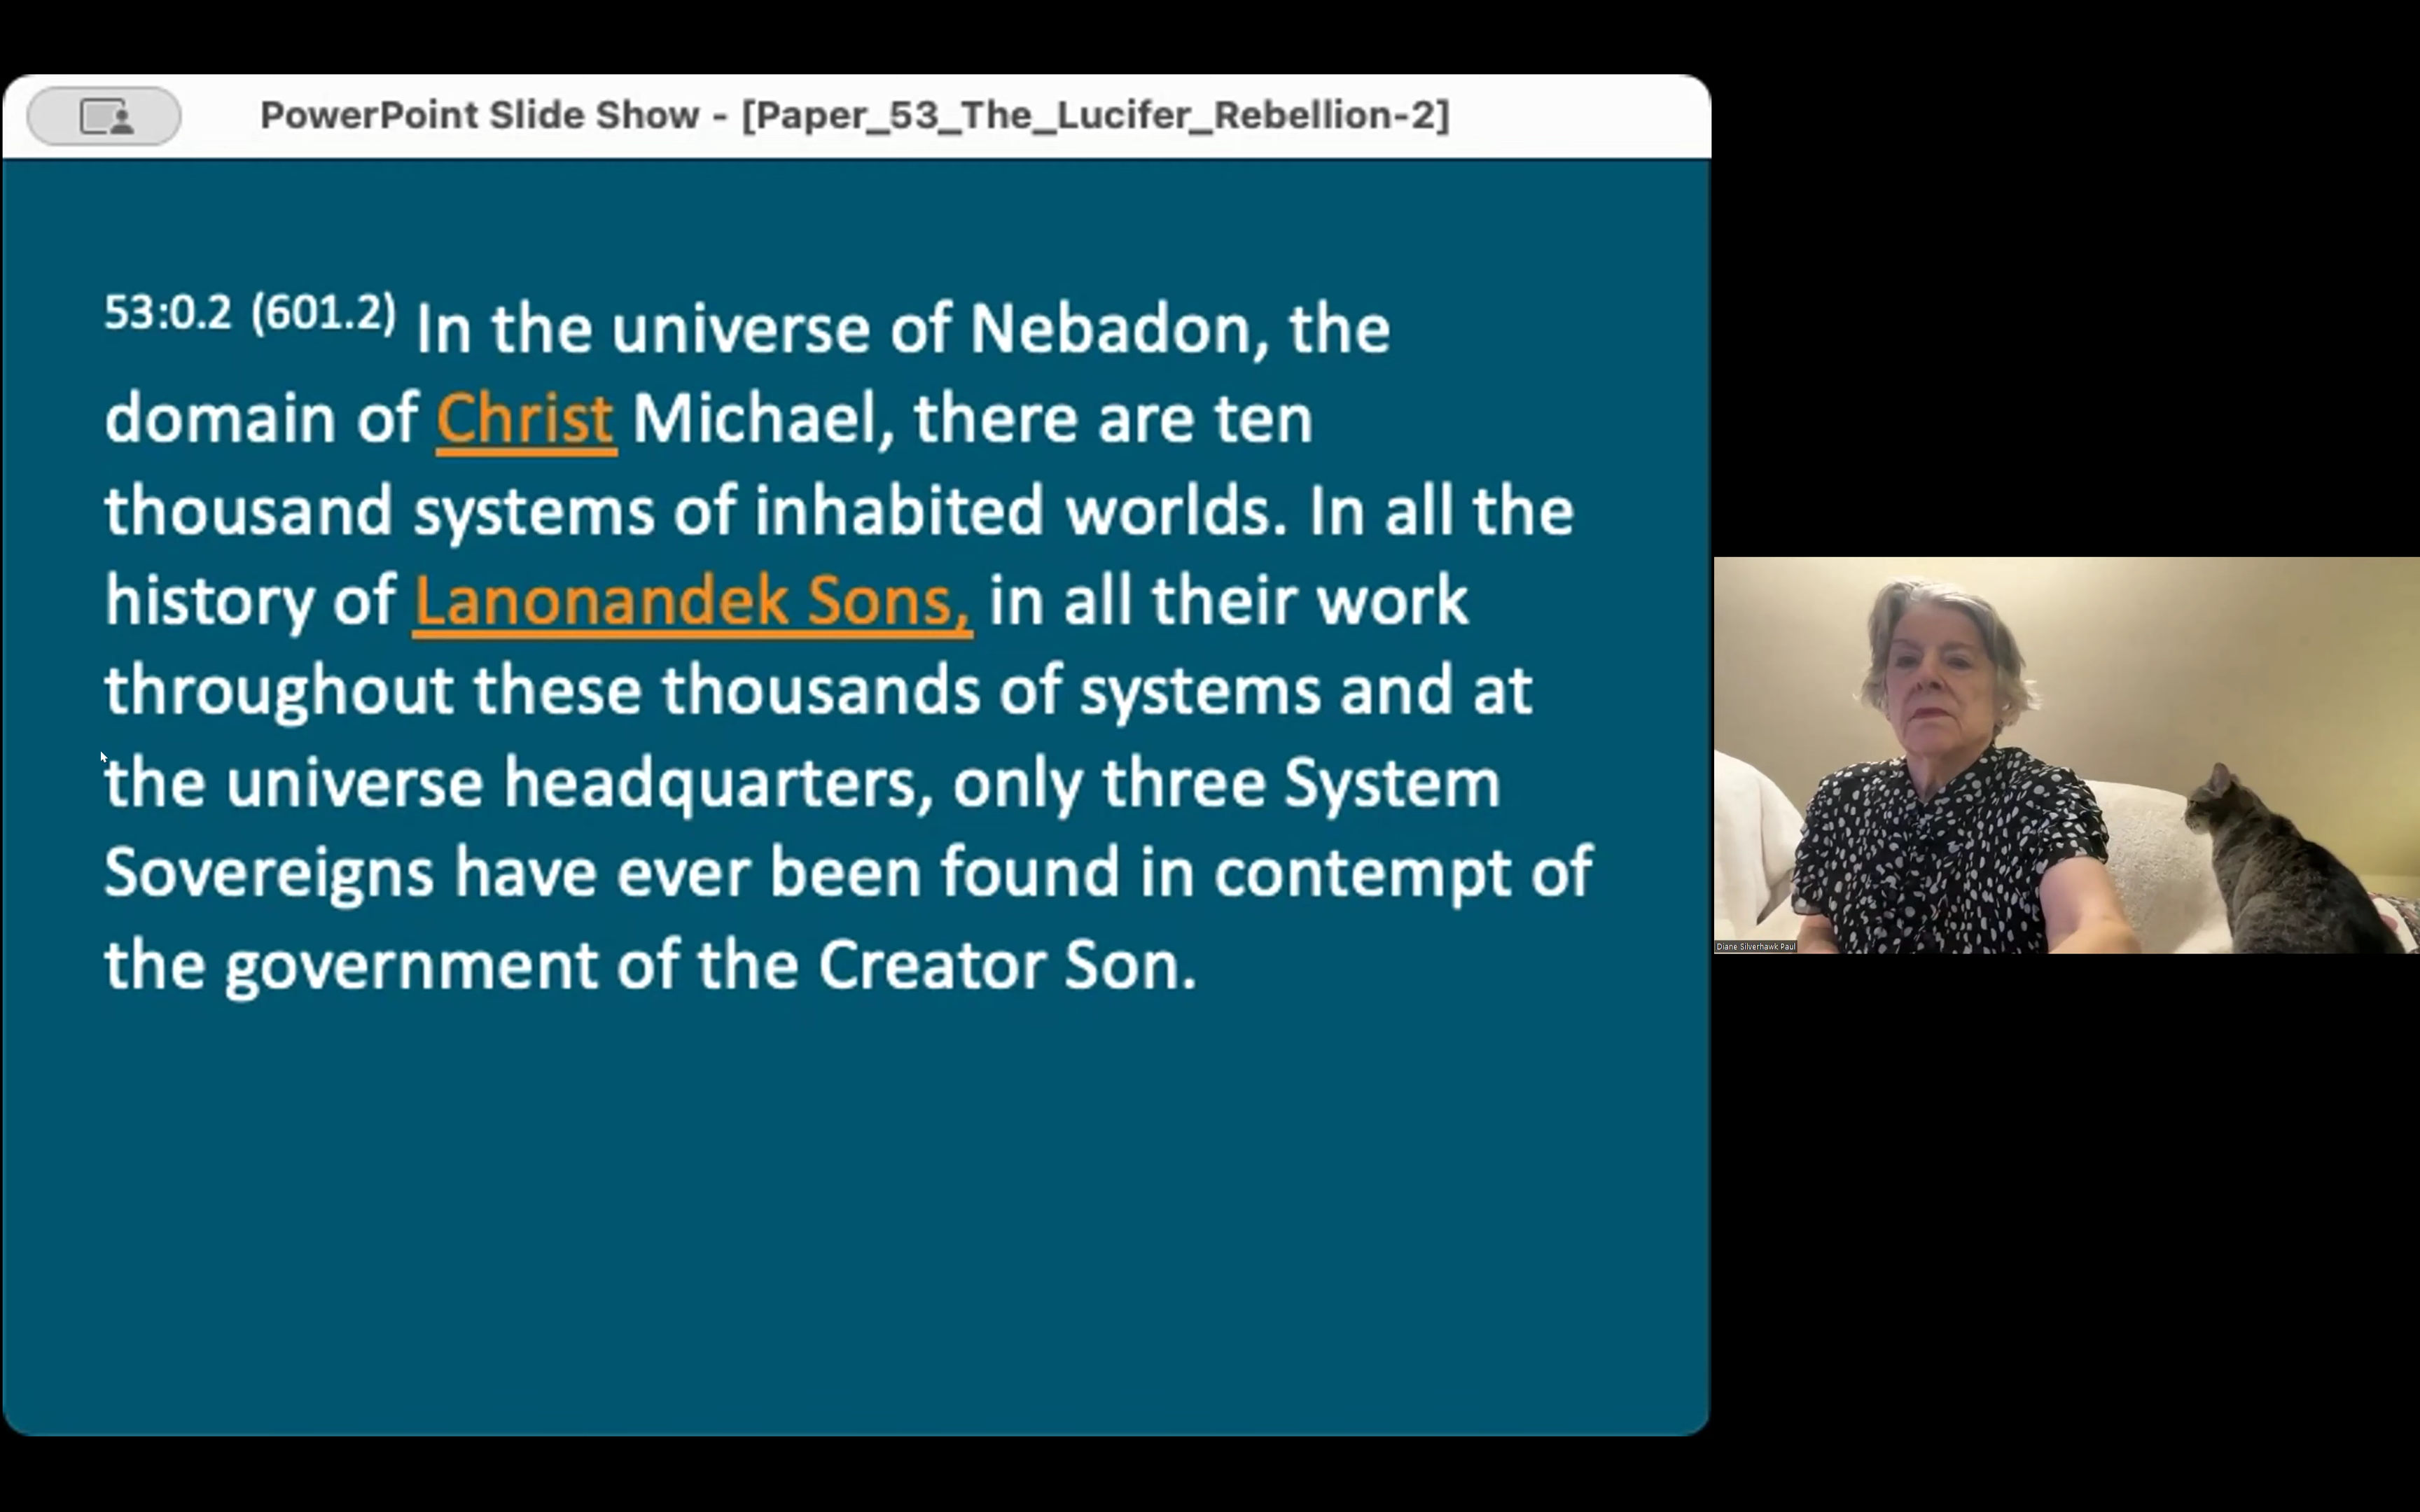 PowerPoint Slide Show - [Paper_53_The_Lucifer_Rebellion-2]
53:0.2 (601.2) In the universe of Nebadon, the
domain of Christ Michael, there are ten
thousand systems of inhabited worlds. In all the
history of Lanonandek Sons, in all their work
throughout these thousands of systems and at
the universe headquarters, only three System
Sovereigns have ever been found in contempt of
the government of the Creator Son.
Diane Silverhawk Paul